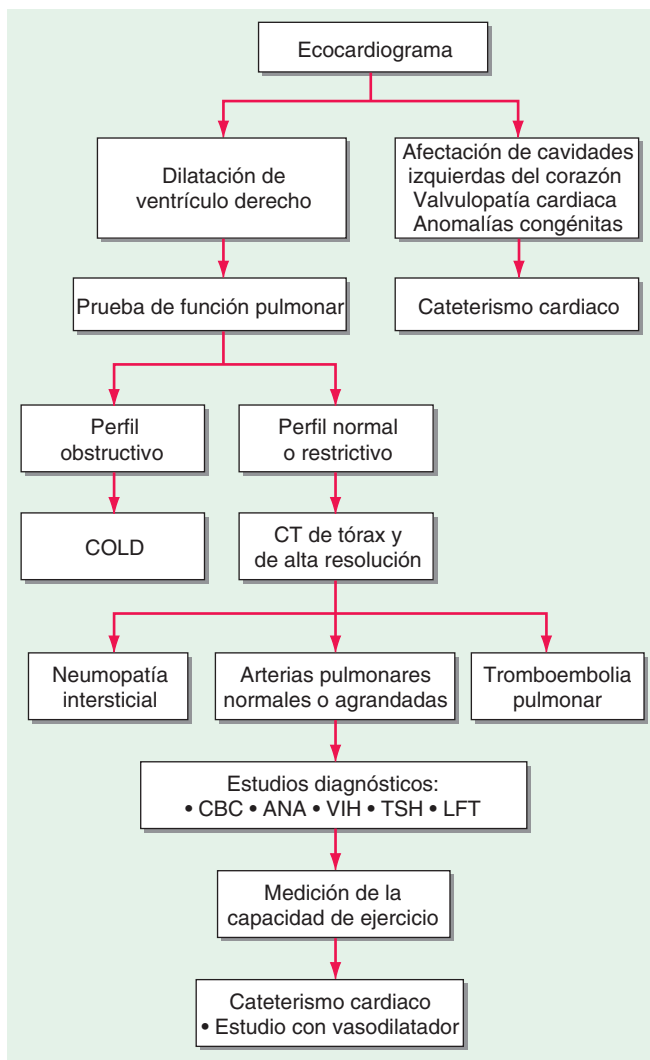 Ecocardiograma
Dilatación de
ventrículo derecho
Afectación de cavidades
izquierdas del corazón
Valvulopatía cardiaca
Anomalías congénitas
Prueba de función pulmonar
Cateterismo cardiaco
Perfil
obstructivo
Perfil normal
o restrictivo
COLD
CT de tórax y
de alta resolución
Neumopatía
intersticial
Arterias pulmonares
normales o agrandadas
Tromboembolia
pulmonar
Estudios diagnósticos:
• CBC • ANA • VIH • TSH • LFT
Medición de la
capacidad de ejercicio
Cateterismo cardiaco
• Estudio con vasodilatador